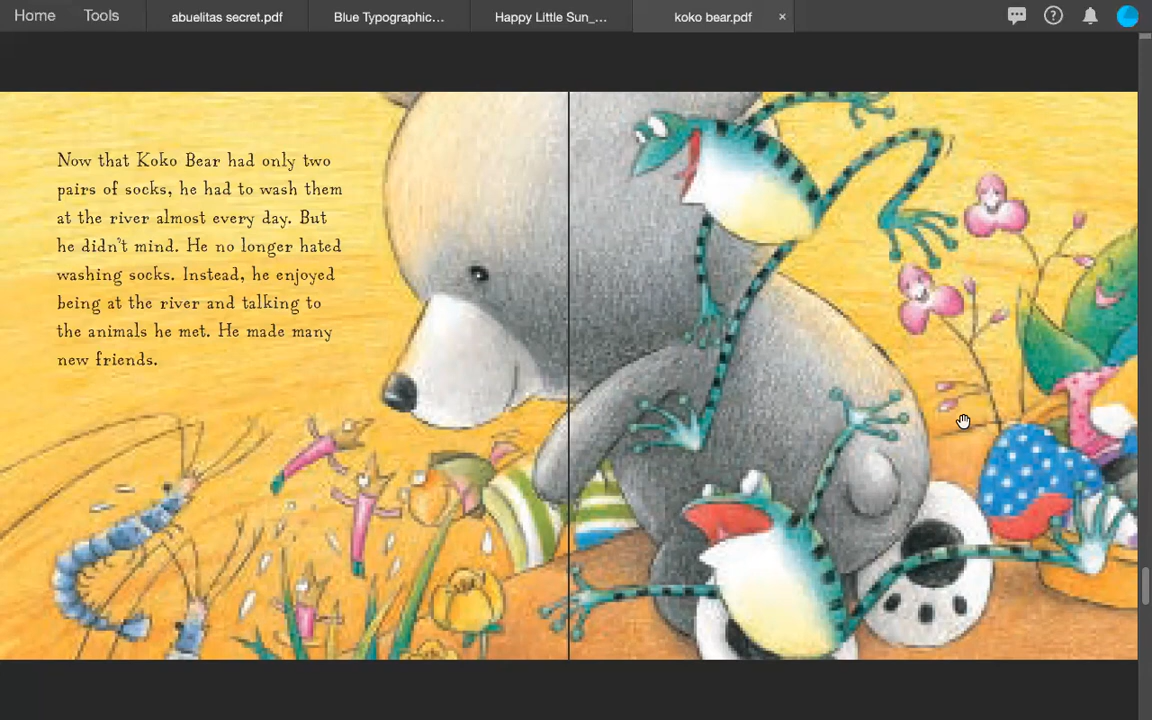 Home Tools abuelitas secret.pdf Blue Typographic... Happy Little Sun_... koko bear.pdf ×
Now that Koko Bear had only two
pairs of socks, he had to wash them
at the river almost every day. But
he didn't mind. He no longer hated
washing socks. Instead, he enjoyed
being at the river and talking to
the animals he met. He made many
new friends.